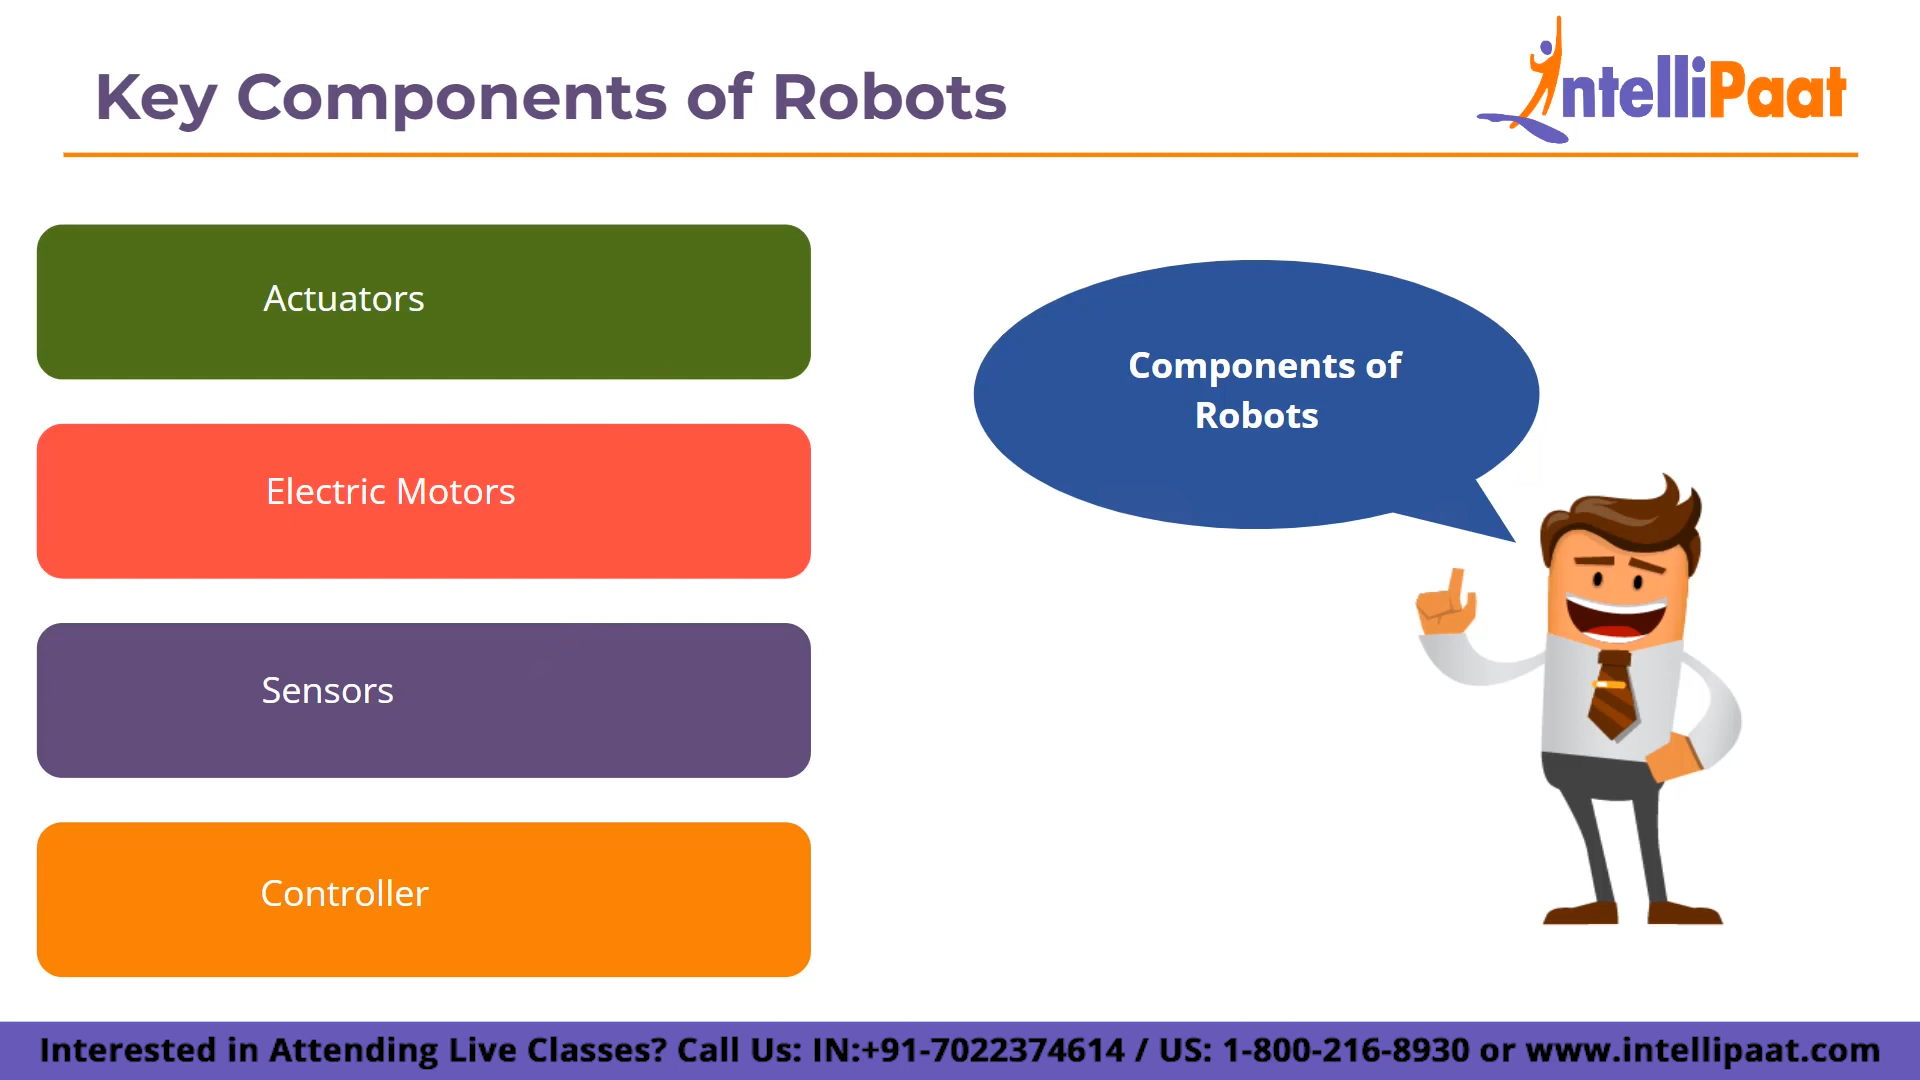 Key Components of Robots
IntelliPaat
Actuators
Electric Motors
Sensors
Controller
Components of
Robots
Interested in Attending Live Classes? Call Us: IN:+91-7022374614 / US: 1-800-216-8930 or www.intellipaat.com